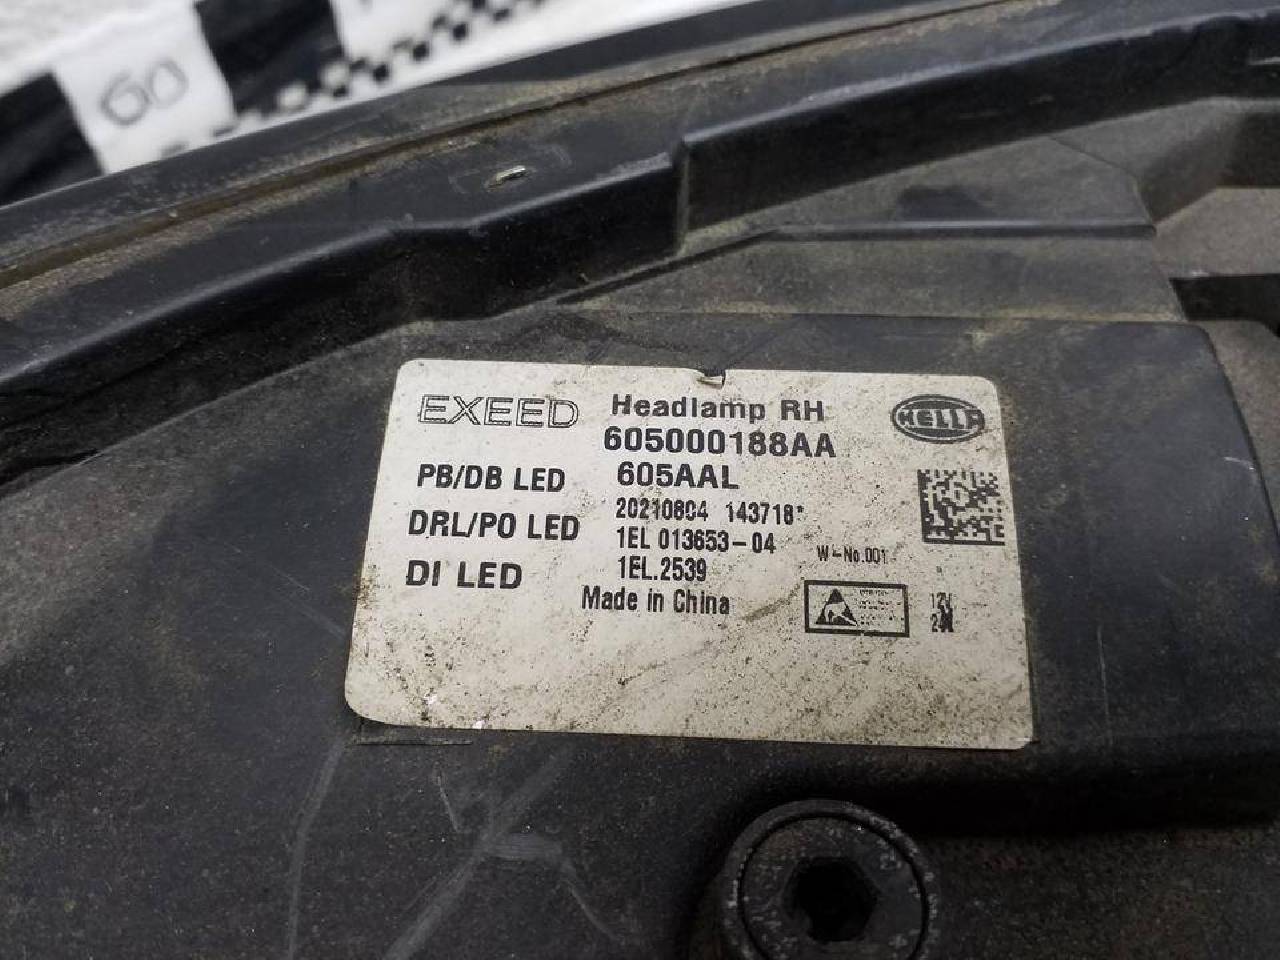 60
EXEED
Headlamp RH
HELLA
605000188AA
PB/DB LED
605AAL
20210804 143718*
DRL/PO LED
1EL 013653-04
W-No.001
DI LED
1EL.2539
Made in China
12V